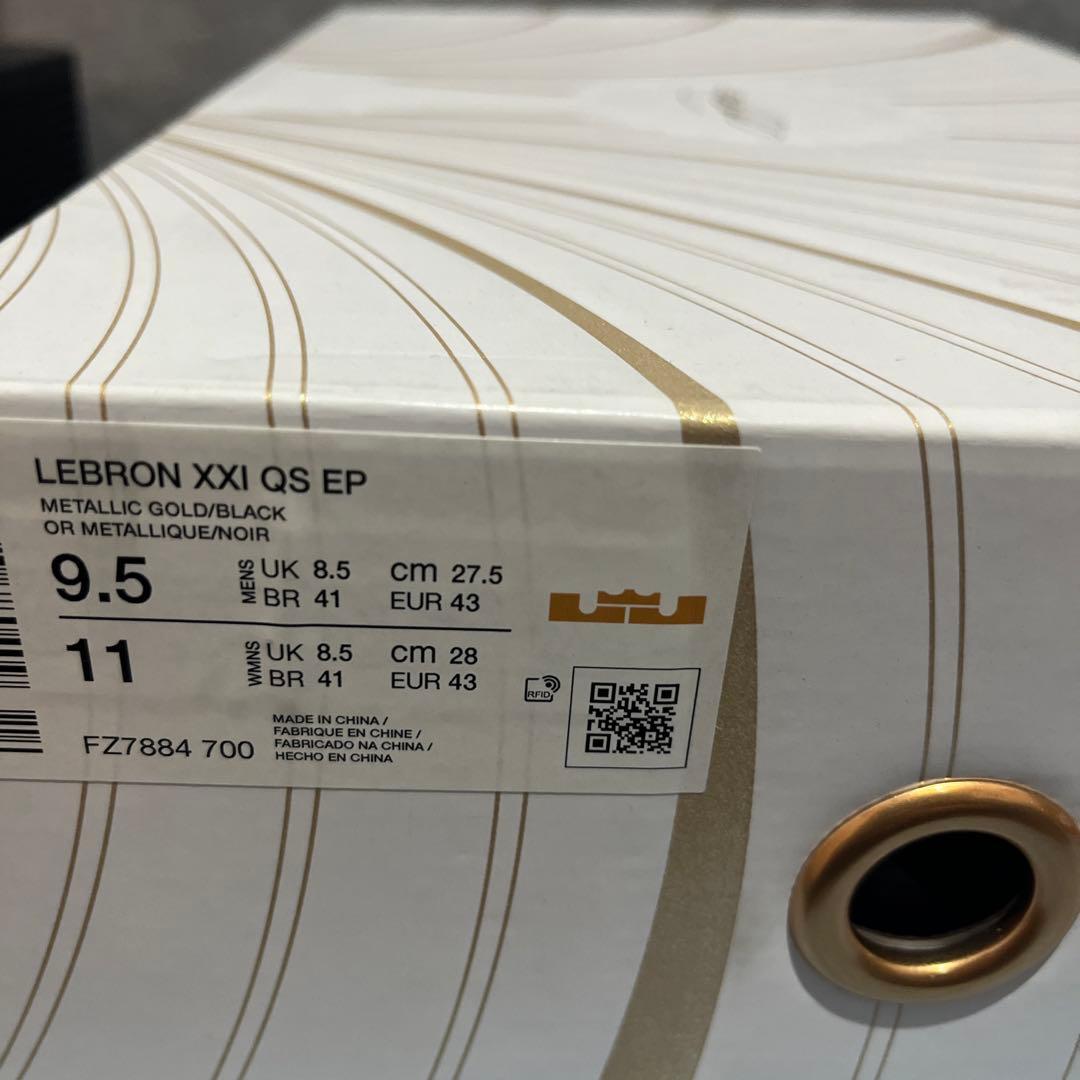 LEBRON XXI QS EP
METALLIC GOLD/BLACK
OR METALLIQUE/NOIR
9.5 MENS UK 8.5 cm 27.5
BR 41 EUR 43
11 WMNS UK 8.5 cm 28
BR 41 EUR 43
RFID
FZ7884 700
MADE IN CHINA /
FABRIQUE EN CHINE /
FABRICADO NA CHINA /
HECHO EN CHINA